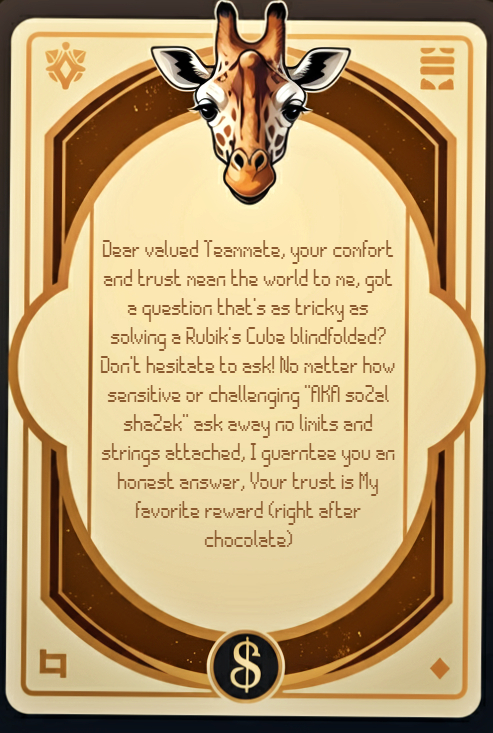 Dear valued Teammate, your comfort
and trust mean the world to me, got
a question that's as tricky as
solving a Rubik's Cube blindfolded?
Don't hesitate to ask! No matter how
sensitive or challenging "AKA so2al
sha2ek" ask away no limits and
strings attached, I guarntee you an
honest answer, Your trust is My
favorite reward (right after
chocolate)
$